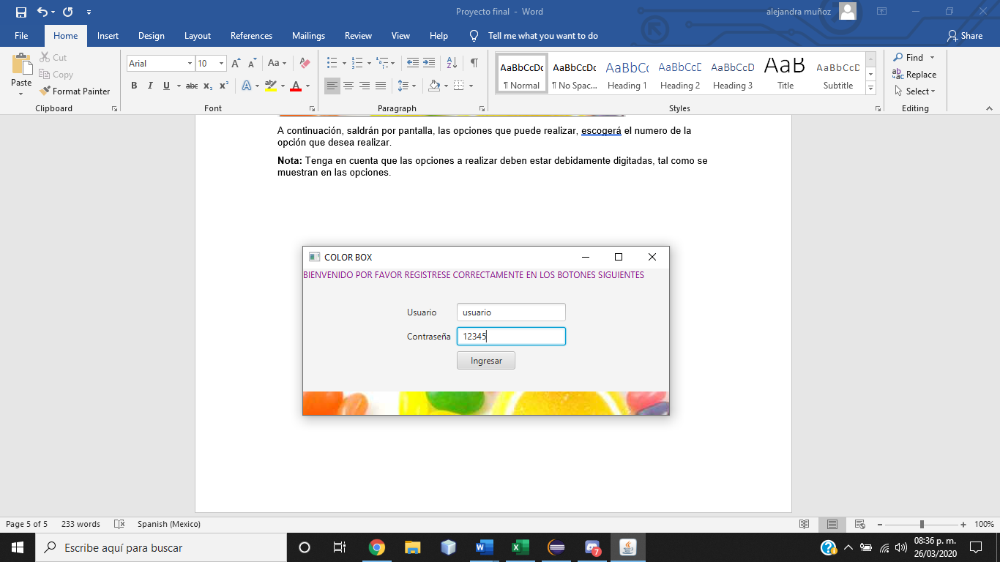 Proyecto final - Word
alejandra muñoz
File Home Insert Design Layout References Mailings Review View Help Tell me what you want to do Share
Paste
Cut
Copy
Format Painter
Clipboard
Arial 10
Font
Paragraph
AaBbCcDc AaBbCcDc AaBbCc AaBbCcD AaBbCcD AaB AaBbCcD
¶ Normal ¶ No Spac... Heading 1 Heading 2 Heading 3 Title Subtitle
Styles
Find
Replace
Select
Editing
A continuación, saldrán por pantalla, las opciones que puede realizar, escogerá el numero de la
opción que desea realizar.
Nota: Tenga en cuenta que las opciones a realizar deben estar debidamente digitadas, tal como se
muestran en las opciones.
COLOR BOX
BIENVENIDO POR FAVOR REGISTRESE CORRECTAMENTE EN LOS BOTONES SIGUIENTES
Usuario usuario
Contraseña 12345
Ingresar
Page 5 of 5 233 words Spanish (Mexico) 100%
Escribe aquí para buscar
7
08:36 p. m.
26/03/2020